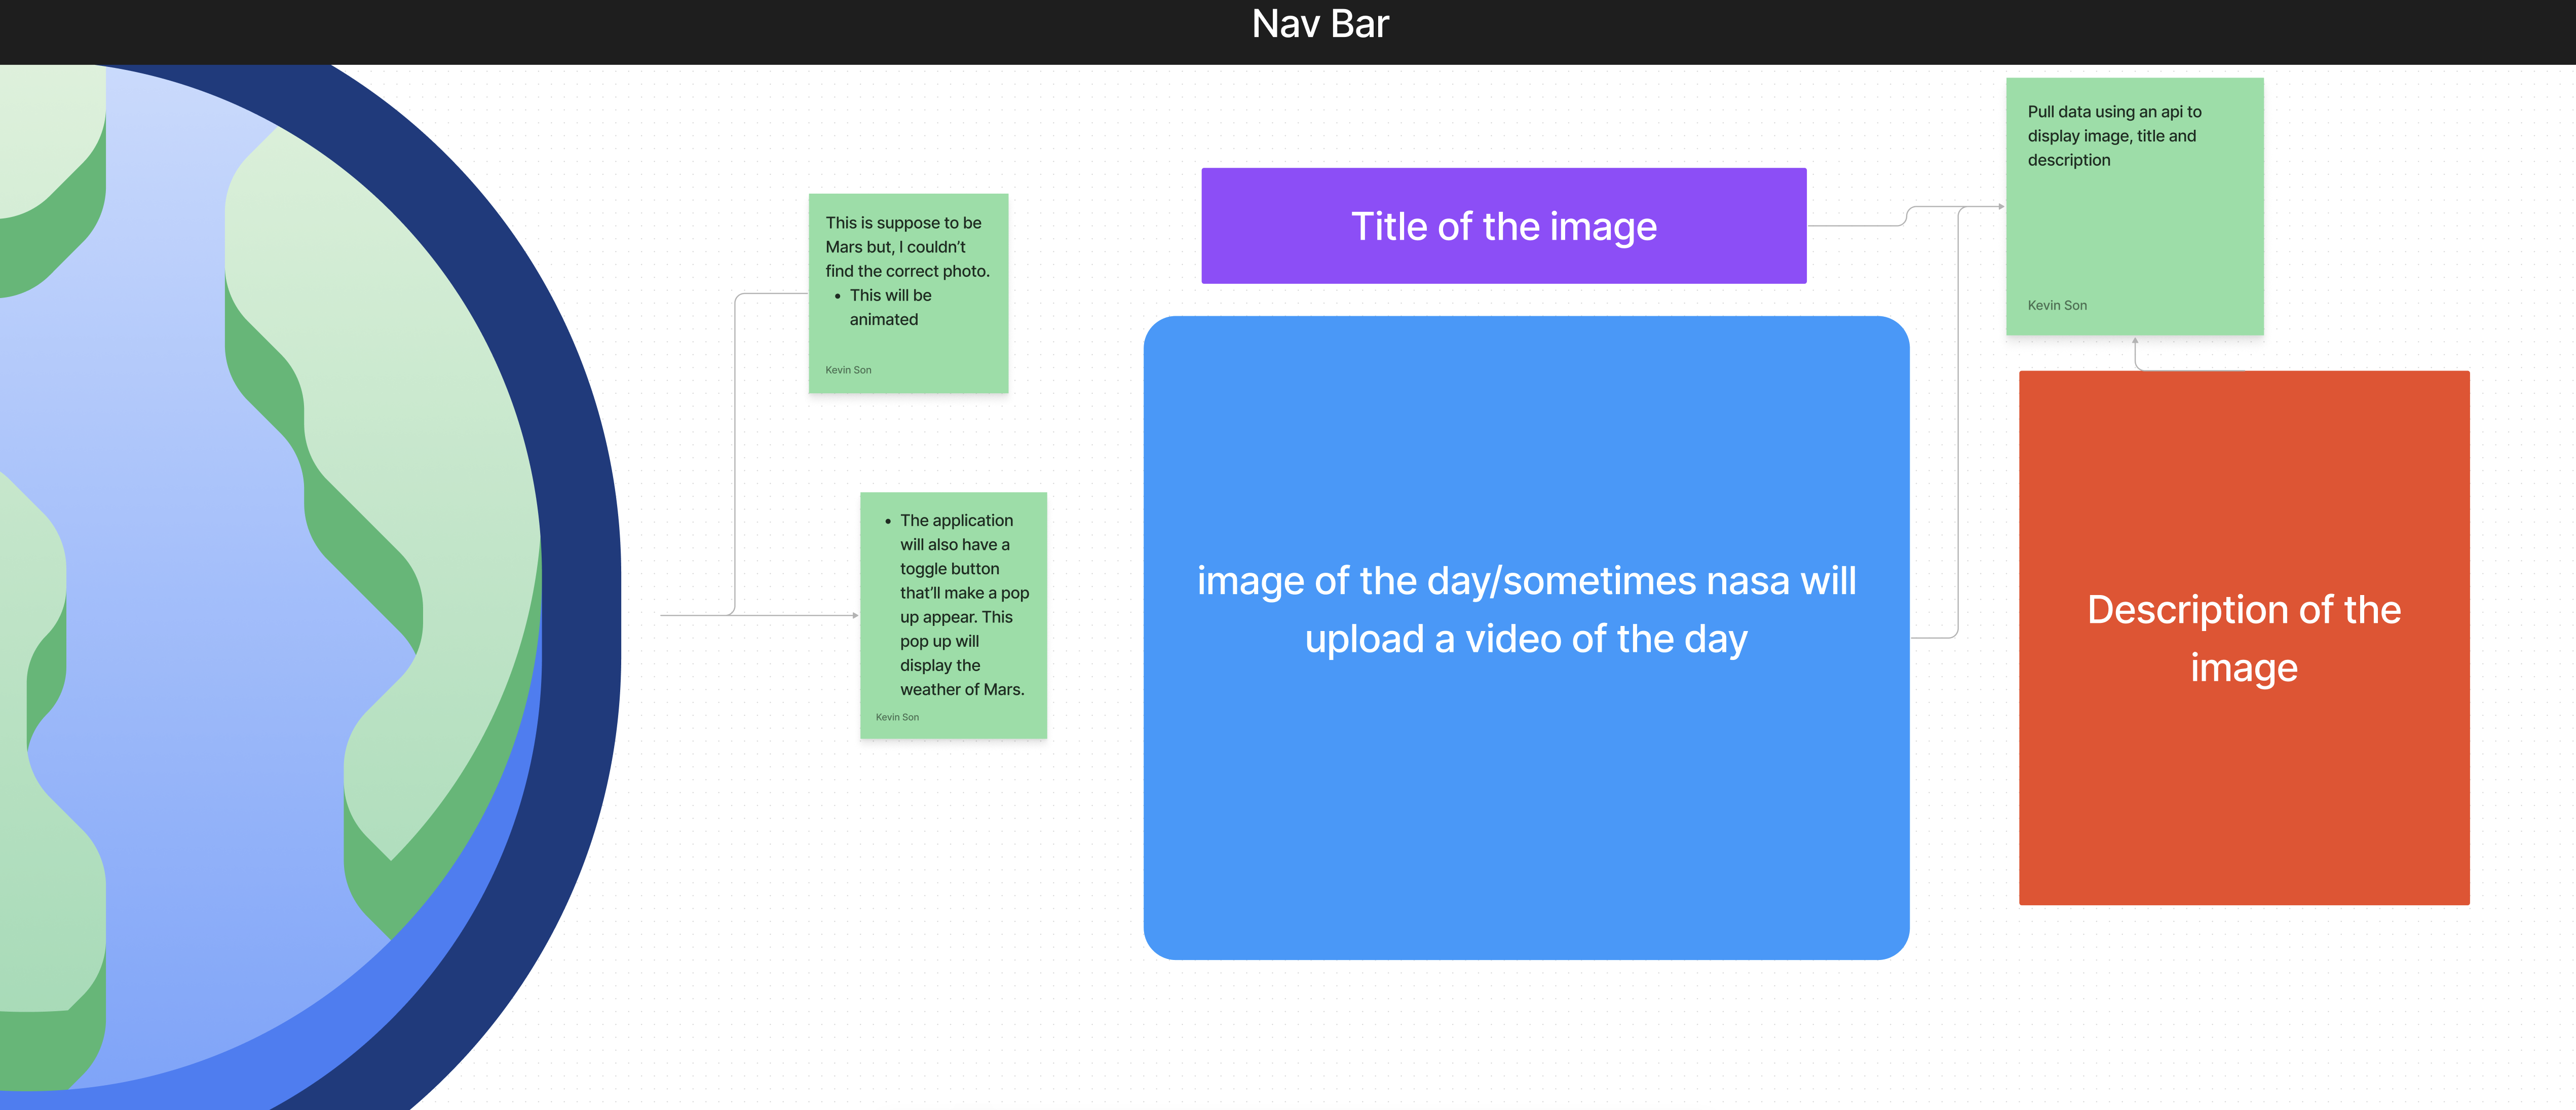 Nav Bar
Pull data using an api to
display image, title and
description
Kevin Son
This is suppose to be
Mars but, I couldn’t
find the correct photo.
• This will be
animated
Kevin Son
Title of the image
• The application
will also have a
toggle button
that’ll make a pop
up appear. This
pop up will
display the
weather of Mars.
Kevin Son
image of the day/sometimes nasa will
upload a video of the day
Description of the
image